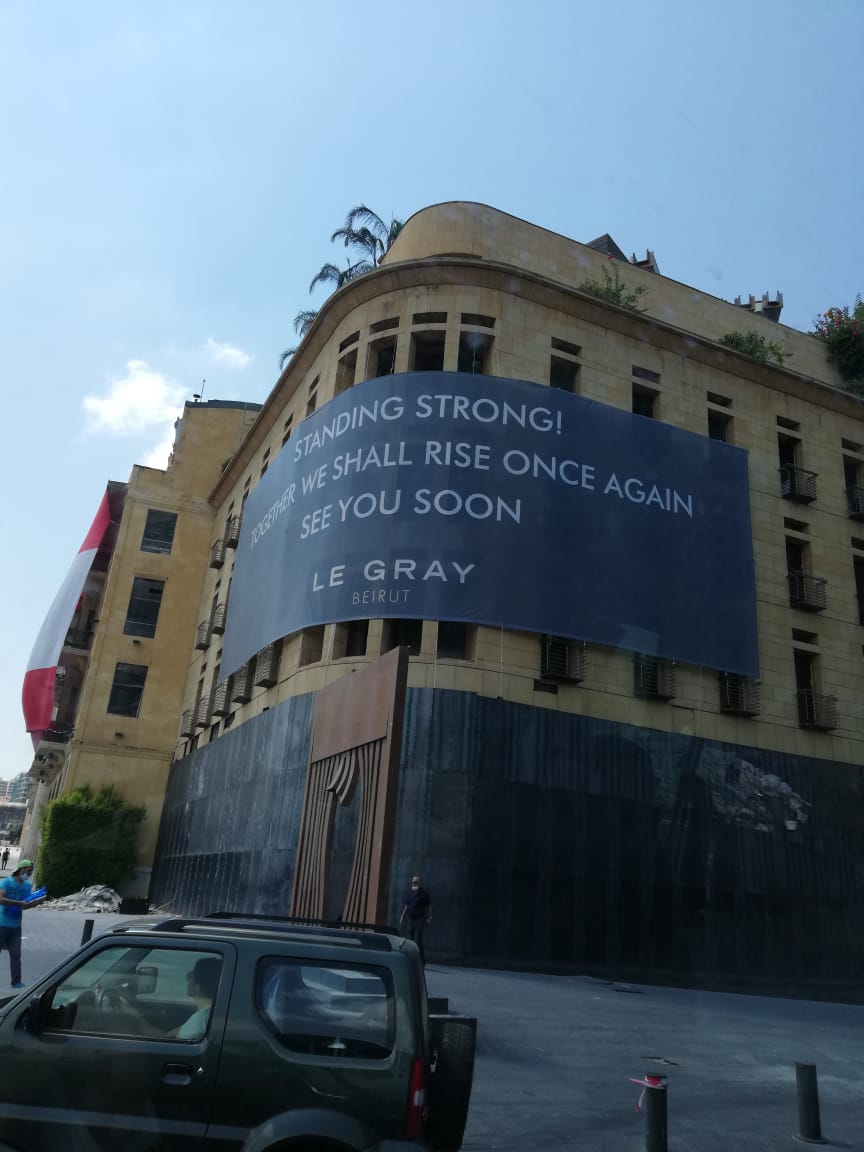 STANDING STRONG!
TOGETHER WE SHALL RISE ONCE AGAIN
SEE YOU SOON
LE GRAY
BEIRUT